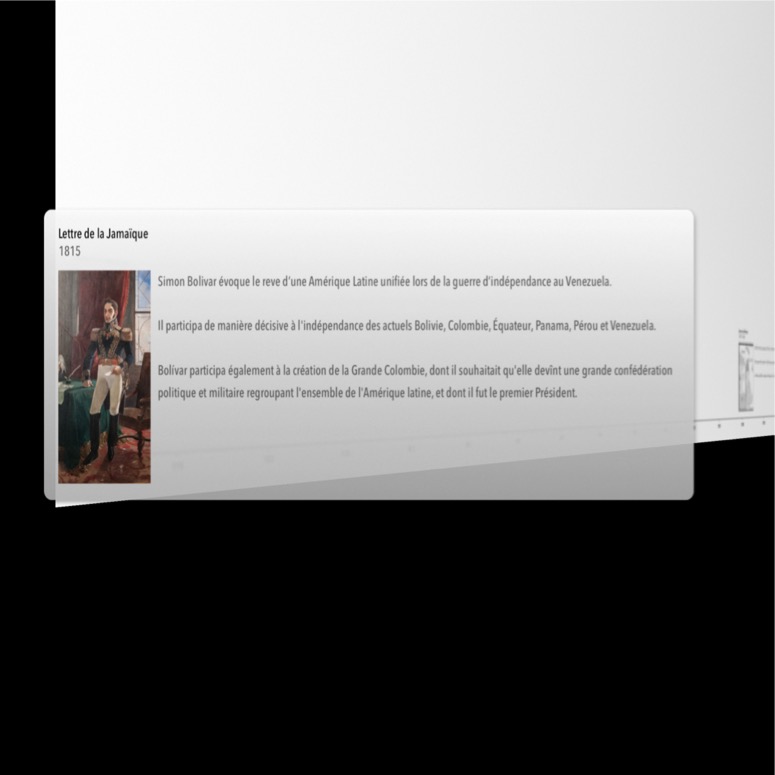 Lettre de la Jamaïque
1815
Simon Bolivar évoque le reve d'une Amérique Latine unifiée lors de la guerre d'indépendance au Venezuela.
Il participa de manière décisive à l'indépendance des actuels Bolivie, Colombie, Équateur, Panama, Pérou et Venezuela.
Bolívar participa également à la création de la Grande Colombie, dont il souhaitait qu'elle devînt une grande confédération
politique et militaire regroupant l'ensemble de l'Amérique latine, et dont il fut le premier Président.